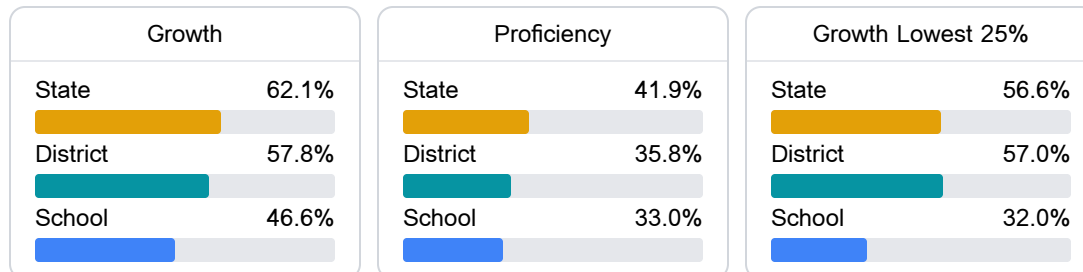 Growth
State 62.1%
District 57.8%
School 46.6%
Proficiency
State 41.9%
District 35.8%
School 33.0%
Growth Lowest 25%
State 56.6%
District 57.0%
School 32.0%